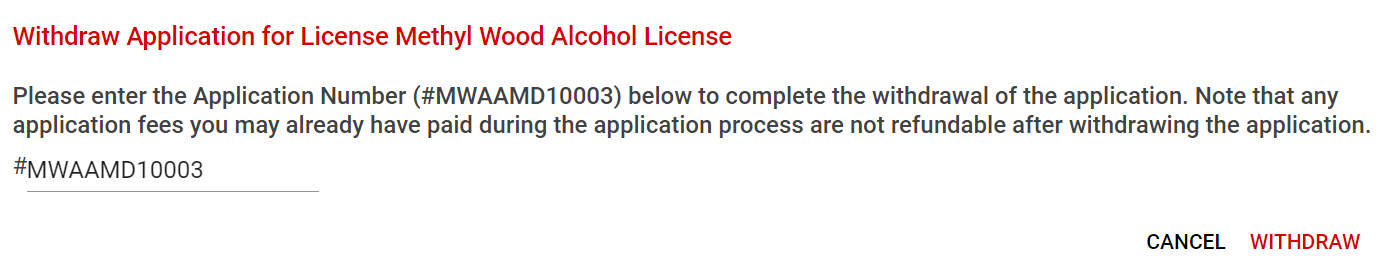 Withdraw Application for License Methyl Wood Alcohol License
Please enter the Application Number (#MWAAMD10003) below to complete the withdrawal of the application. Note that any
application fees you may already have paid during the application process are not refundable after withdrawing the application.
#MWAAMD10003
CANCEL WITHDRAW